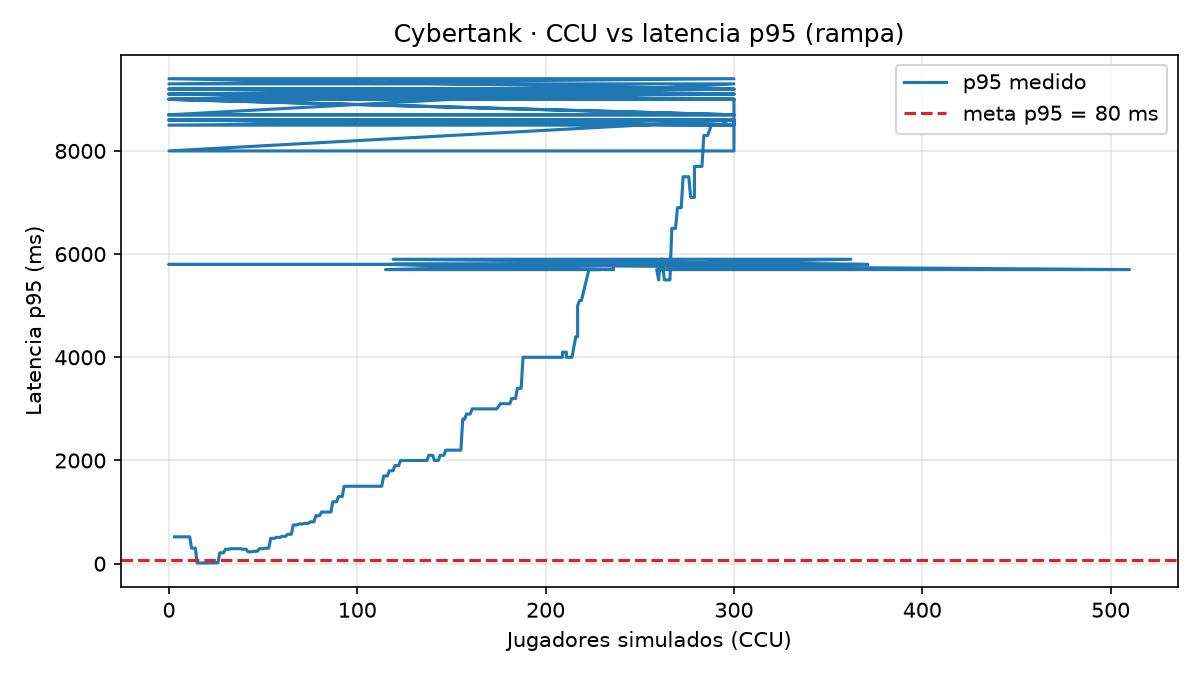 Cybertank · CCU vs latencia p95 (rampa)
p95 medido
meta p95 = 80 ms
Latencia p95 (ms)
8000
6000
4000
2000
0
0 100 200 300 400 500
Jugadores simulados (CCU)